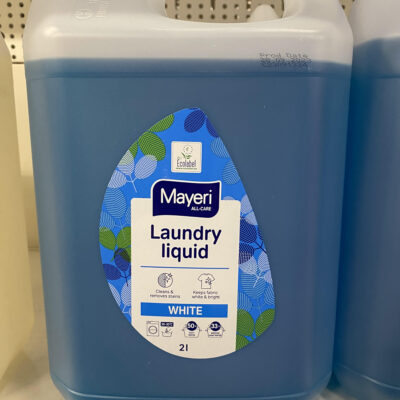 Prod Date
Ecolabel
Mayeri
ALL-CARE
Laundry
liquid
Cleans &
removes stains
Keeps fabric
white & bright
WHITE
50+
33+
2l